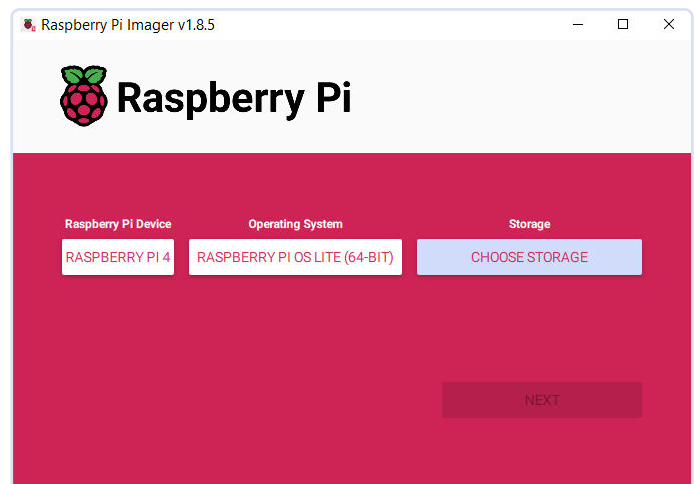 Raspberry Pi Imager v1.8.5
Raspberry Pi
Raspberry Pi Device
Operating System
Storage
RASPBERRY PI 4
RASPBERRY PI OS LITE (64-BIT)
CHOOSE STORAGE
NEXT